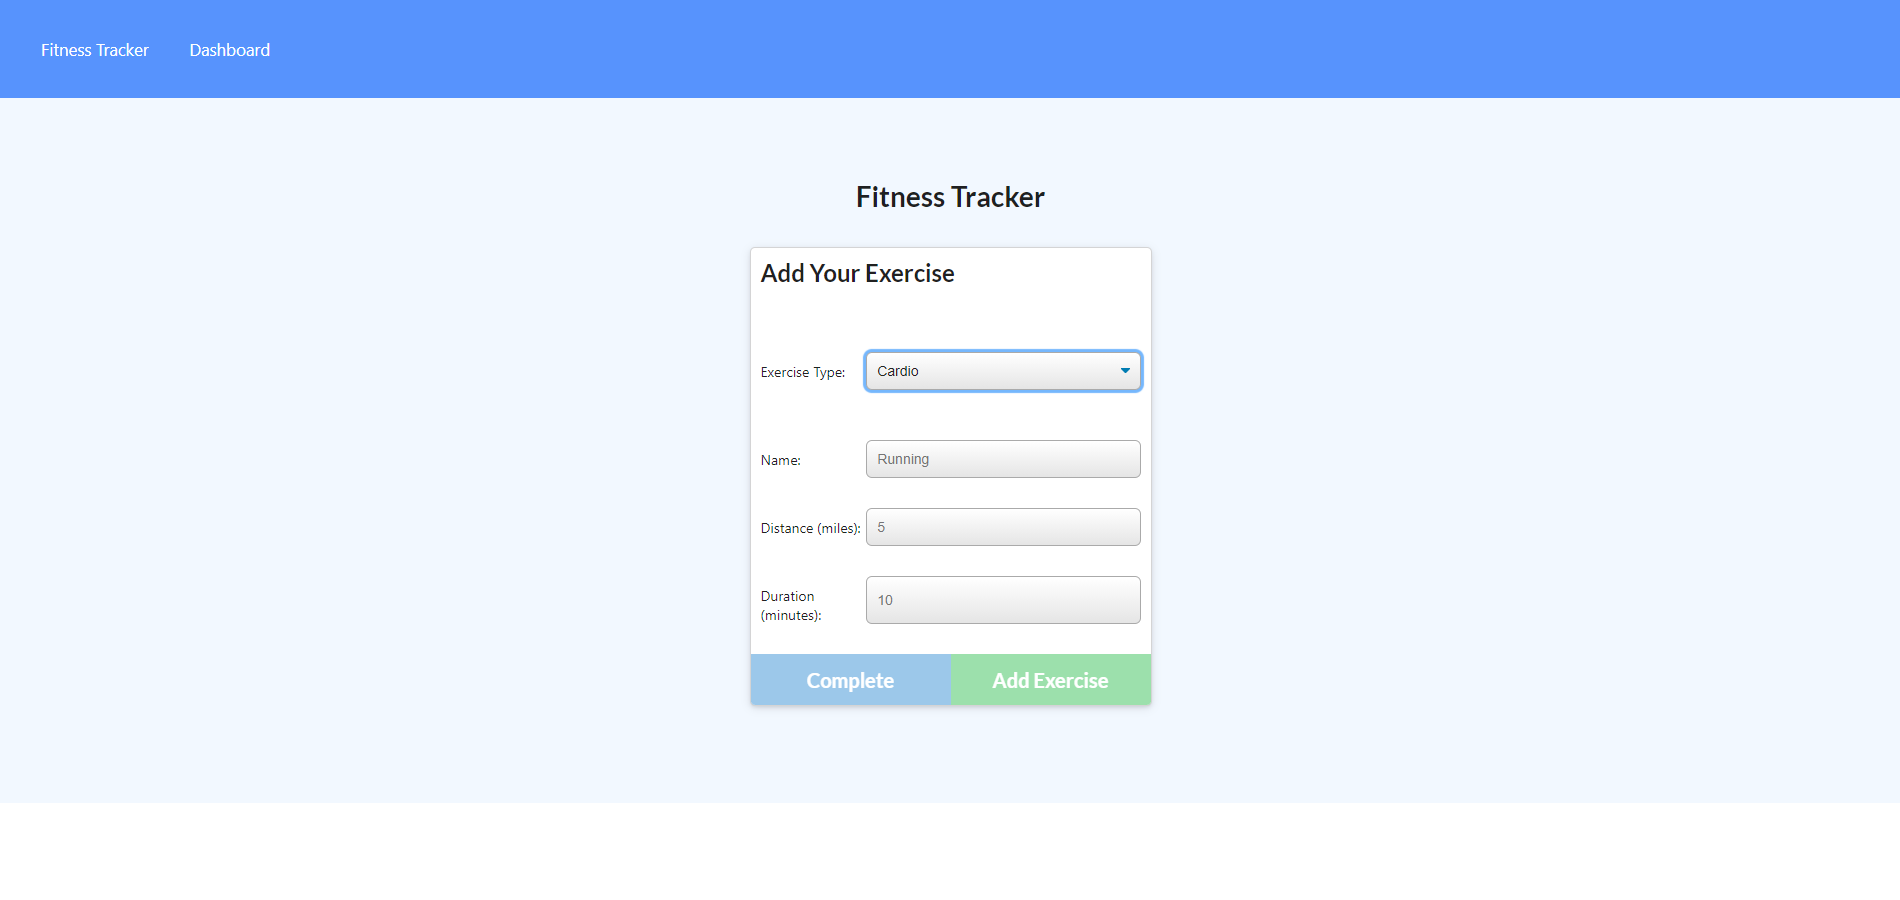 Fitness Tracker Dashboard
Fitness Tracker
Add Your Exercise
Exercise Type: Cardio
Name: Running
Distance (miles): 5
Duration (minutes): 10
Complete Add Exercise